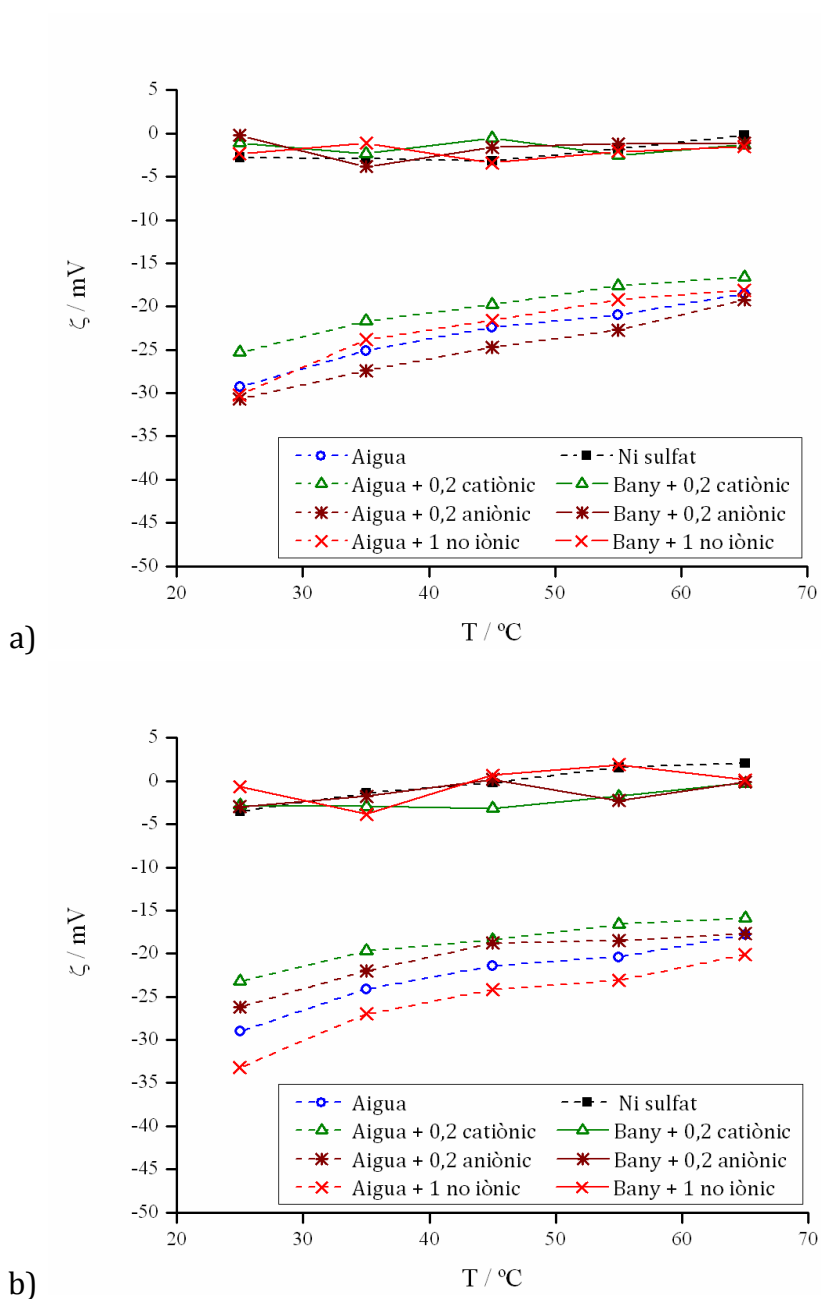 5
0
-5
-10
-15
-20
-25
-30
-35
-40
-45
-50
ζ / mV
Aigua
Ni sulfat
Aigua + 0,2 catiònic
Bany + 0,2 catiònic
Aigua + 0,2 aniònic
Bany + 0,2 aniònic
Aigua + 1 no iònic
Bany + 1 no iònic
20 30 40 50 60 70
T / ºC
a)
5
0
-5
-10
-15
-20
-25
-30
-35
-40
-45
-50
ζ / mV
Aigua
Ni sulfat
Aigua + 0,2 catiònic
Bany + 0,2 catiònic
Aigua + 0,2 aniònic
Bany + 0,2 aniònic
Aigua + 1 no iònic
Bany + 1 no iònic
20 30 40 50 60 70
T / ºC
b)